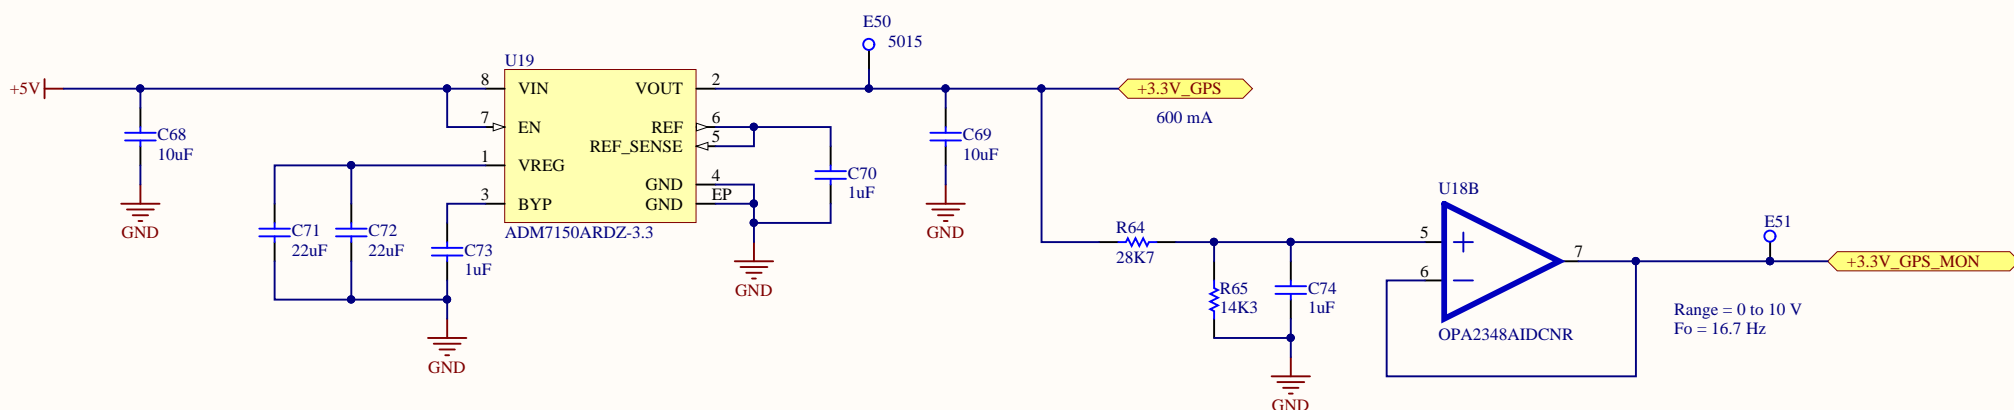 E50
5015
U19
+5V
8 VIN VOUT 2
+3.3V_GPS
600 mA
7 EN REF 6
REF_SENSE 5
C68
10uF
C69
10uF
1 VREG
GND 4
C70
1uF
3 BYP GND EP
ADM7150ARDZ-3.3
C71
22uF
C72
22uF
C73
1uF
GND
GND
GND
GND
R64
28K7
R65
14K3
C74
1uF
GND
U18B
5
6
7
OPA2348AIDCNR
E51
+3.3V_GPS_MON
Range = 0 to 10 V
Fo = 16.7 Hz